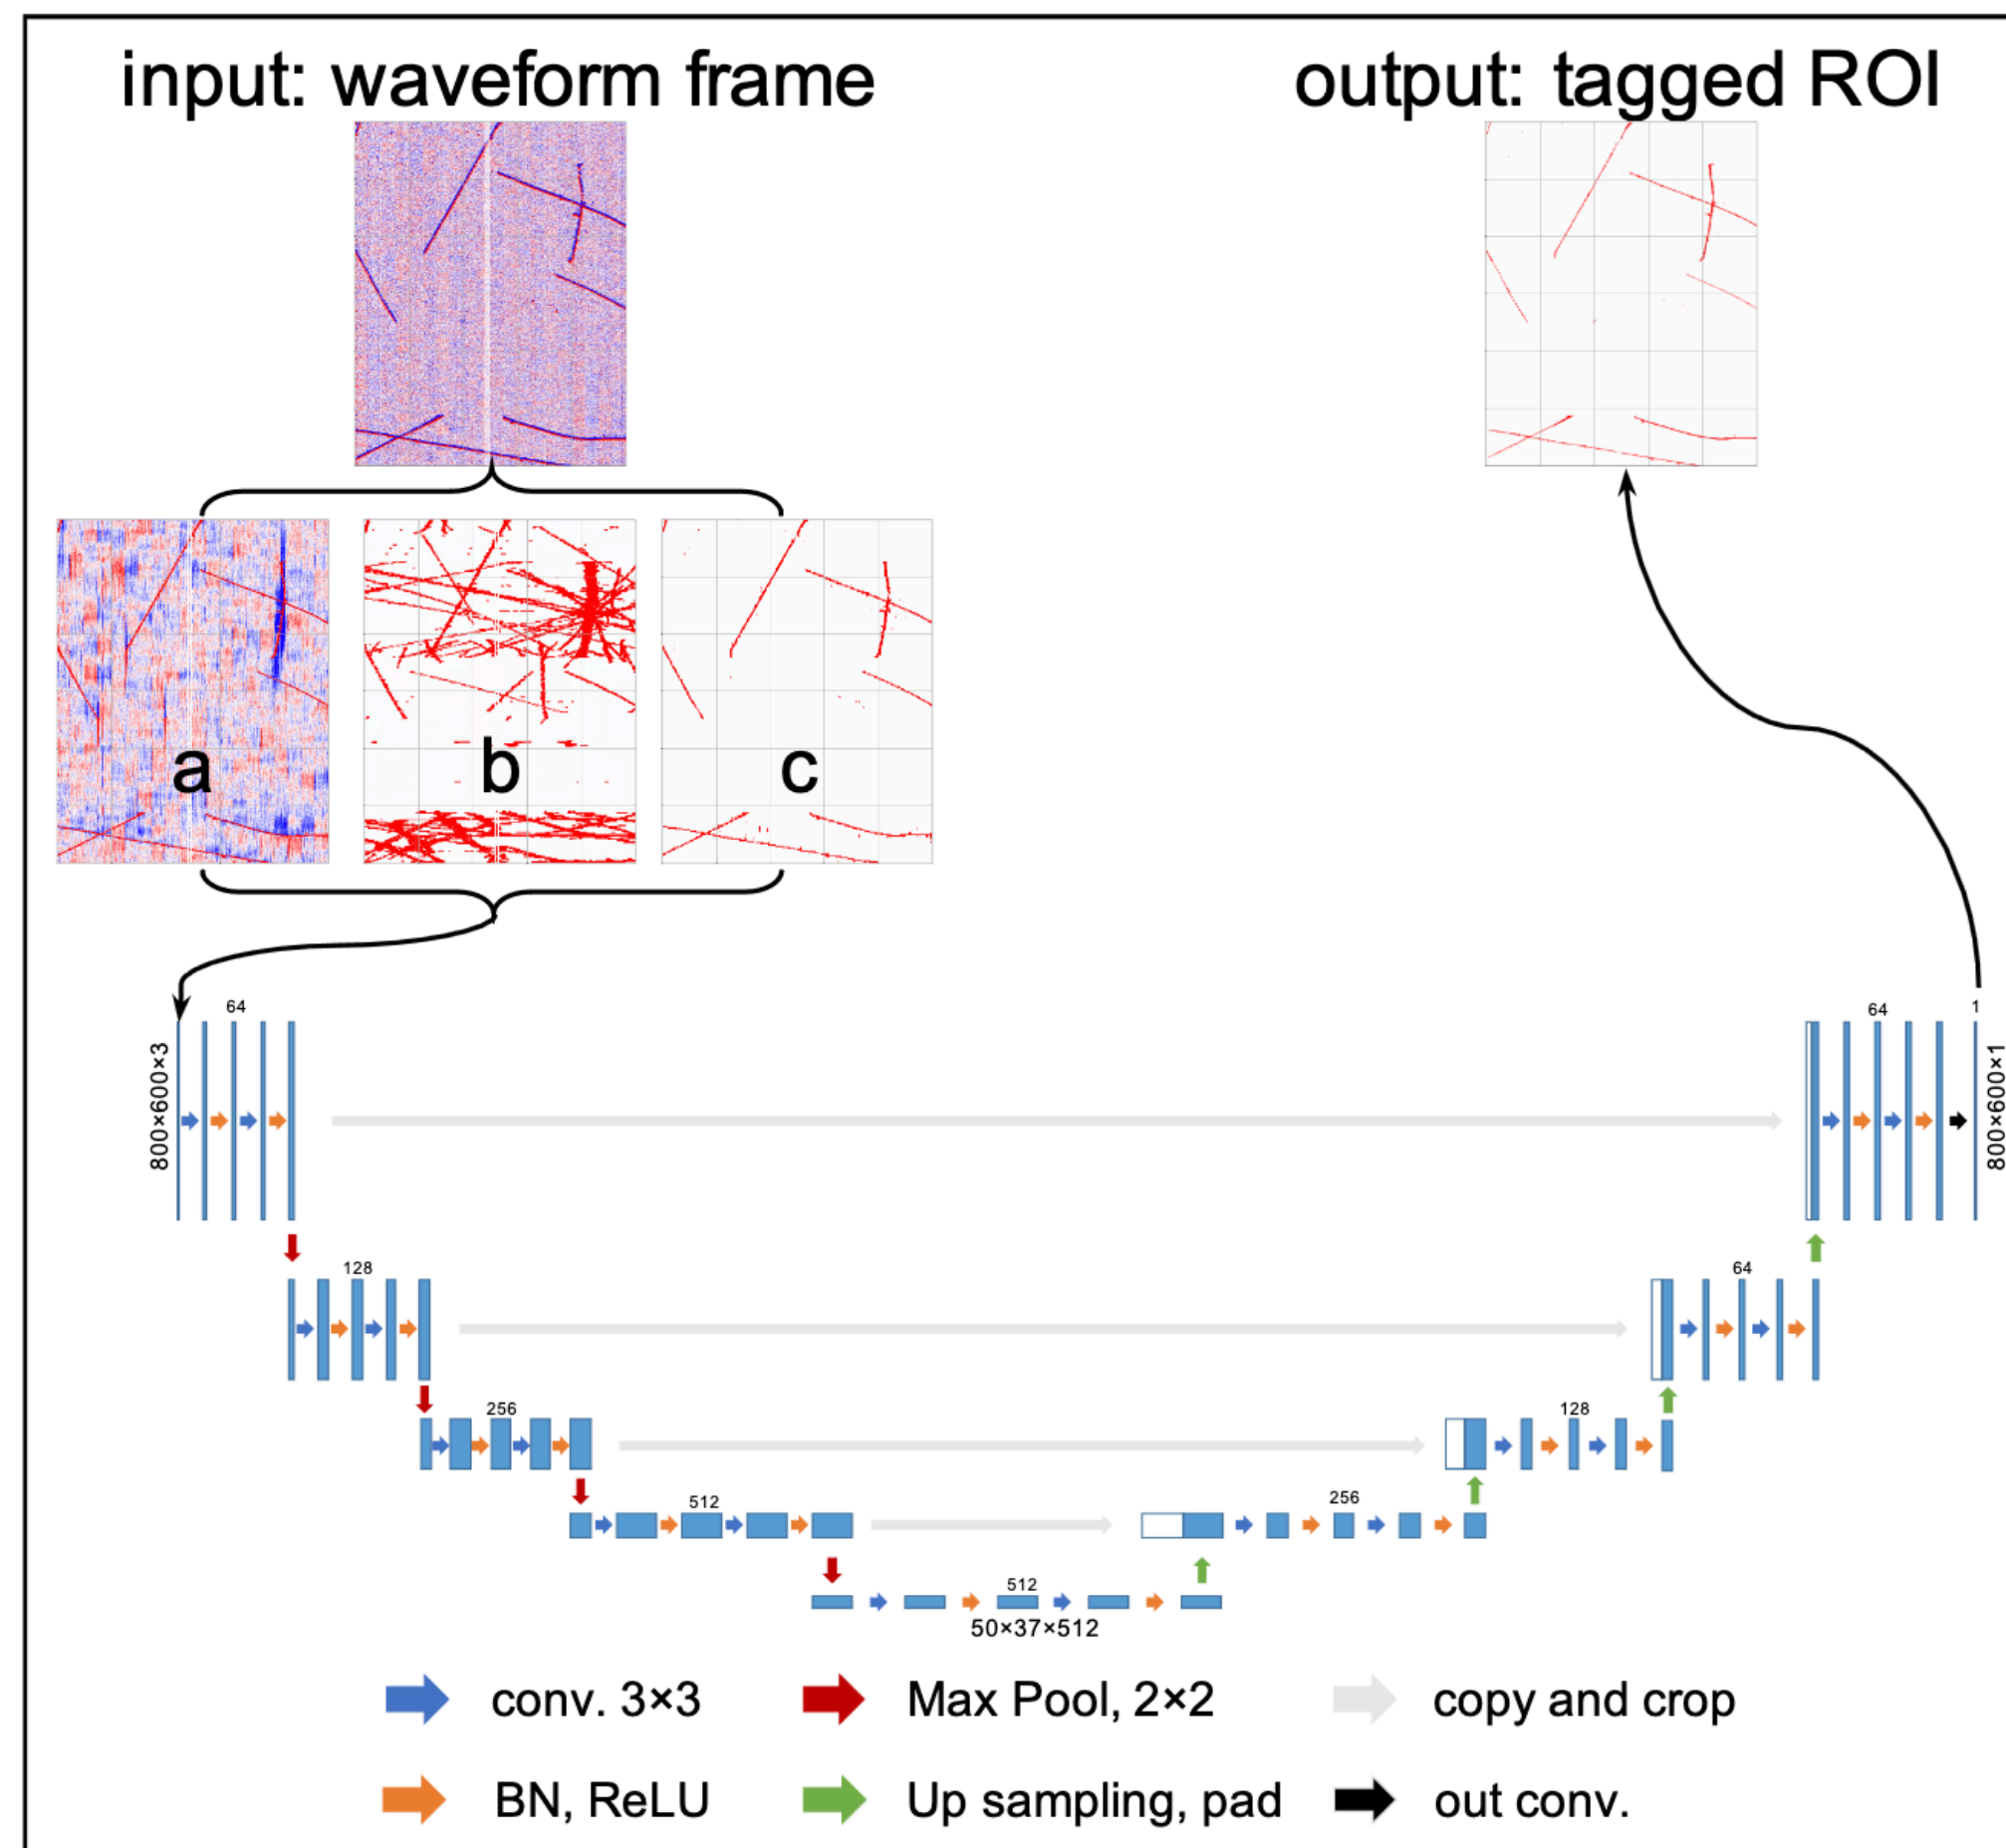 input: waveform frame
output: tagged ROI
a
b
c
64
800×600×3
64
1
800×600×1
128
64
256
128
512
256
512
50×37×512
conv. 3×3
Max Pool, 2×2
copy and crop
BN, ReLU
Up sampling, pad
out conv.